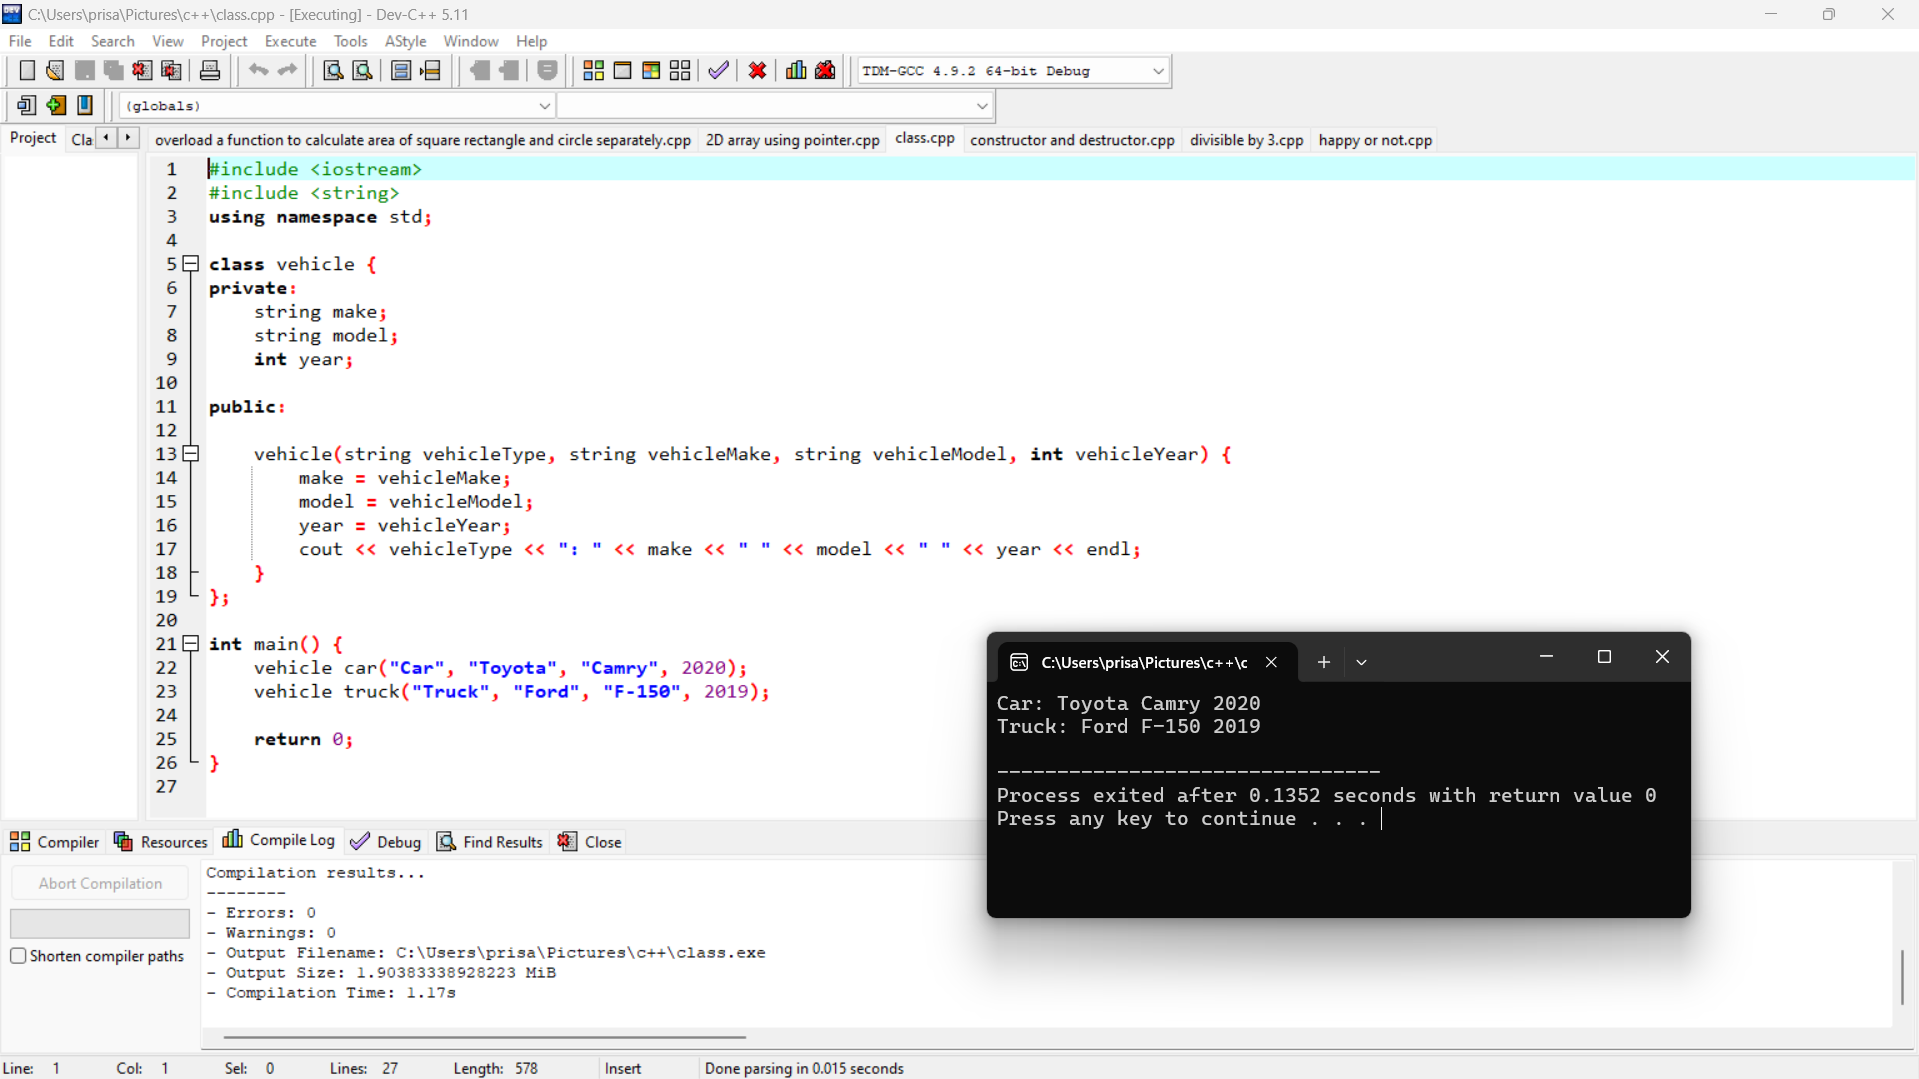 C:\Users\prisa\Pictures\c++\class.cpp - [Executing] - Dev-C++ 5.11
File Edit Search View Project Execute Tools AStyle Window Help
TDM-GCC 4.9.2 64-bit Debug
(globals)
Project Cla overload a function to calculate area of square rectangle and circle separately.cpp 2D array using pointer.cpp class.cpp constructor and destructor.cpp divisible by 3.cpp happy or not.cpp
1 #include <iostream>
2 #include <string>
3 using namespace std;
4
5 class vehicle {
6 private:
7     string make;
8     string model;
9     int year;
10
11 public:
12
13     vehicle(string vehicleType, string vehicleMake, string vehicleModel, int vehicleYear) {
14         make = vehicleMake;
15         model = vehicleModel;
16         year = vehicleYear;
17         cout << vehicleType << ": " << make << " " << model << " " << year << endl;
18     }
19 };
20
21 int main() {
22     vehicle car("Car", "Toyota", "Camry", 2020);
23     vehicle truck("Truck", "Ford", "F-150", 2019);
24
25     return 0;
26 }
27
C:\Users\prisa\Pictures\c++\c
Car: Toyota Camry 2020
Truck: Ford F-150 2019
--------------------------------
Process exited after 0.1352 seconds with return value 0
Press any key to continue . . .
Compiler Resources Compile Log Debug Find Results Close
Abort Compilation
Shorten compiler paths
Compilation results...
--------
- Errors: 0
- Warnings: 0
- Output Filename: C:\Users\prisa\Pictures\c++\class.exe
- Output Size: 1.90383338928223 MiB
- Compilation Time: 1.17s
Line: 1 Col: 1 Sel: 0 Lines: 27 Length: 578 Insert Done parsing in 0.015 seconds